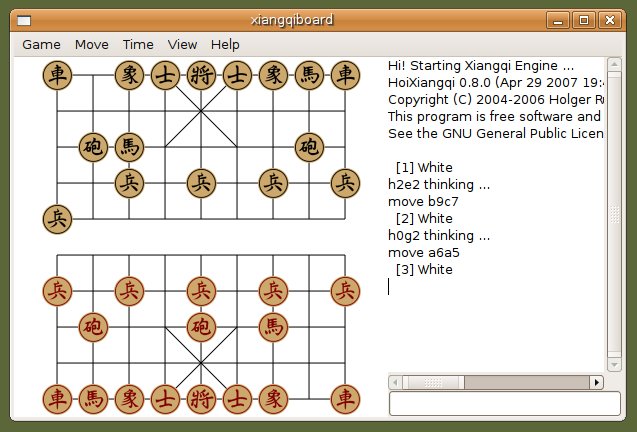 xiangqiboard
Game Move Time View Help
車 象 士 將 士 象 馬 車
砲 馬 砲
兵 兵 兵 兵
兵
兵 兵 兵 兵 兵
砲 砲 馬
車 馬 象 士 將 士 象 車
Hi! Starting Xiangqi Engine ...
HoiXiangqi 0.8.0 (Apr 29 2007 19:
Copyright (C) 2004-2006 Holger
This program is free software and
See the GNU General Public Licen
[1] White
h2e2 thinking ...
move b9c7
[2] White
h0g2 thinking ...
move a6a5
[3] White